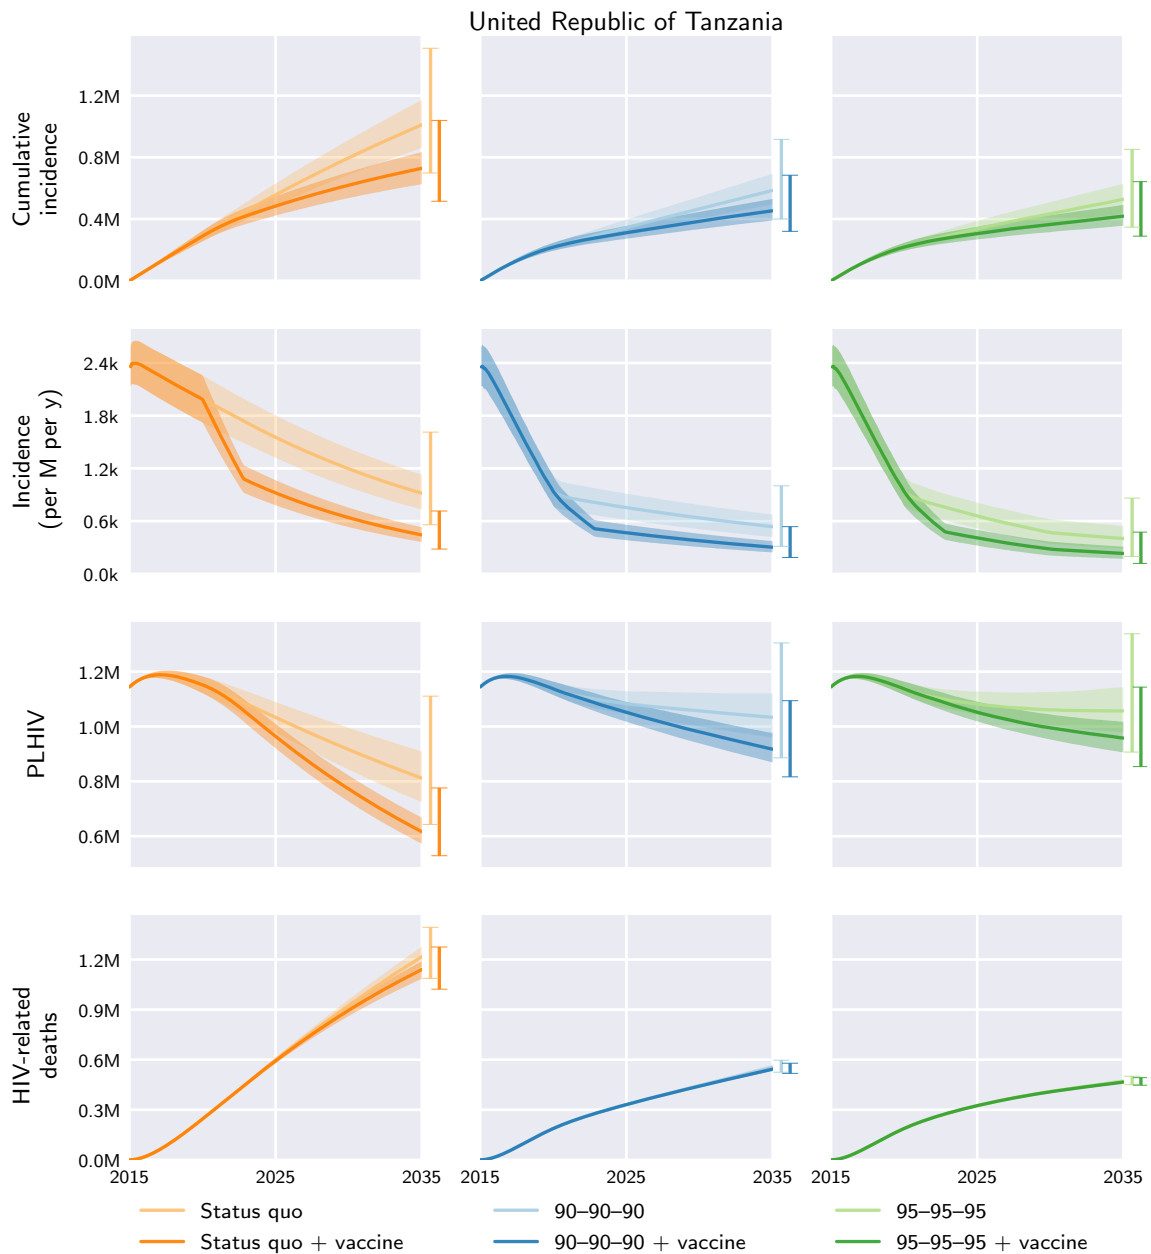 United Republic of Tanzania
Cumulative
incidence
1.2M
0.8M
0.4M
0.0M
Incidence
(per M per y)
2.4k
1.8k
1.2k
0.6k
0.0k
PLHIV
1.2M
1.0M
0.8M
0.6M
HIV-related
deaths
1.2M
0.9M
0.6M
0.3M
0.0M
2015 2025 2035 2015 2025 2035 2015 2025 2035
Status quo 90–90–90 95–95–95
Status quo + vaccine 90–90–90 + vaccine 95–95–95 + vaccine